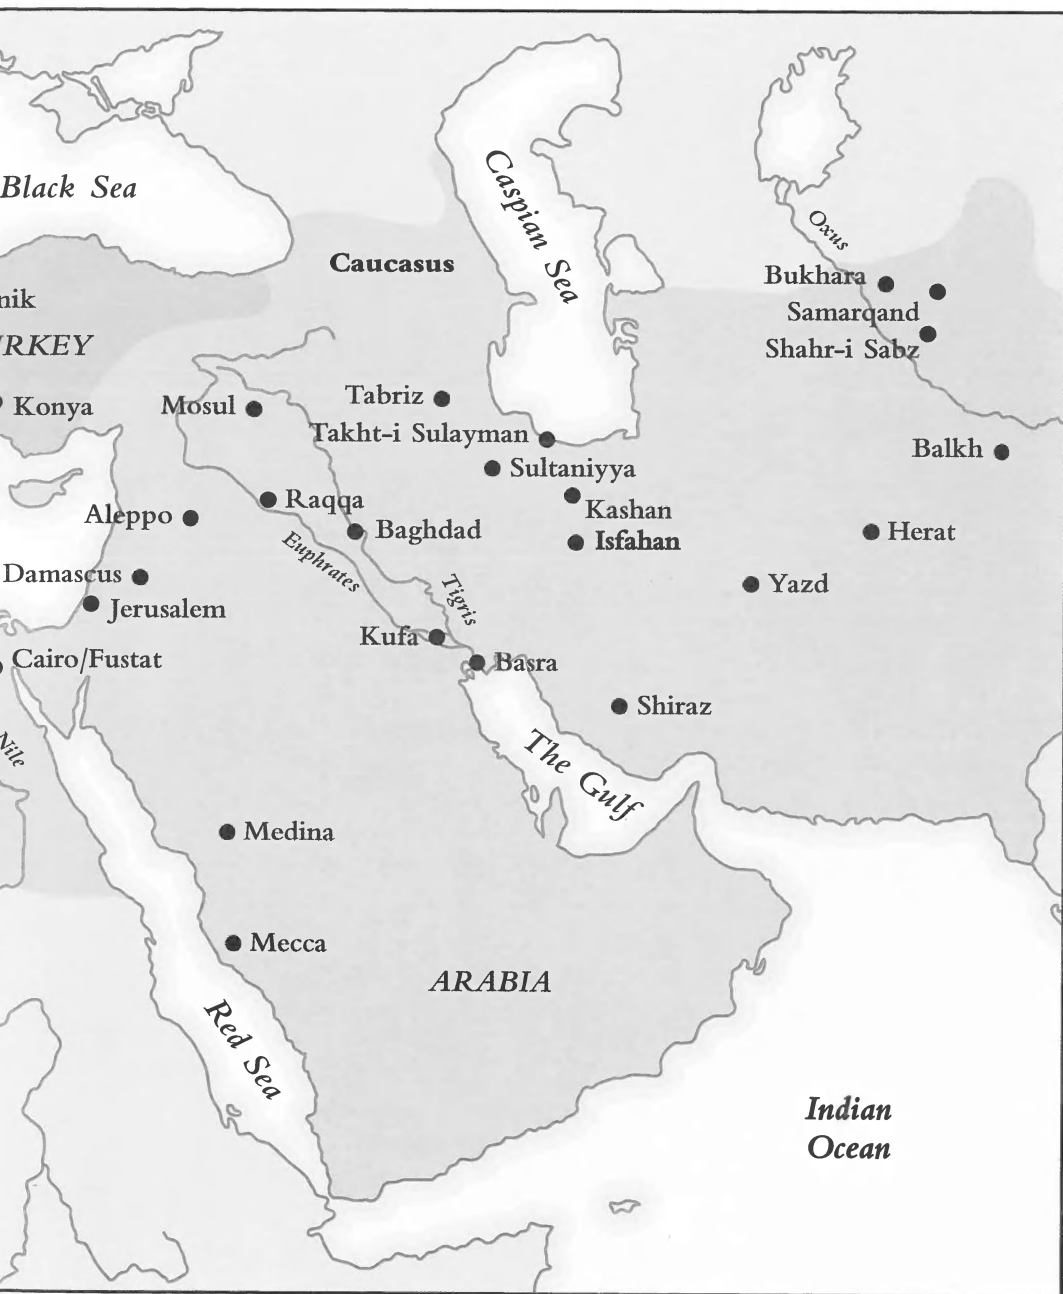 Black Sea
Caspian Sea
Oxus
Caucasus
Bukhara
nik
Samarqand
RKEY
Shahr-i Sabz
Tabriz
Konya
Mosul
Takht-i Sulayman
Balkh
Sultaniyya
Raqqa
Kashan
Aleppo
Baghdad
Herat
Isfahan
Euphrates
Damascus
Yazd
Tigris
Jerusalem
Kufa
Cairo/Fustat
Basra
Shiraz
Nile
The Gulf
Medina
Mecca
ARABIA
Red Sea
Indian
Ocean